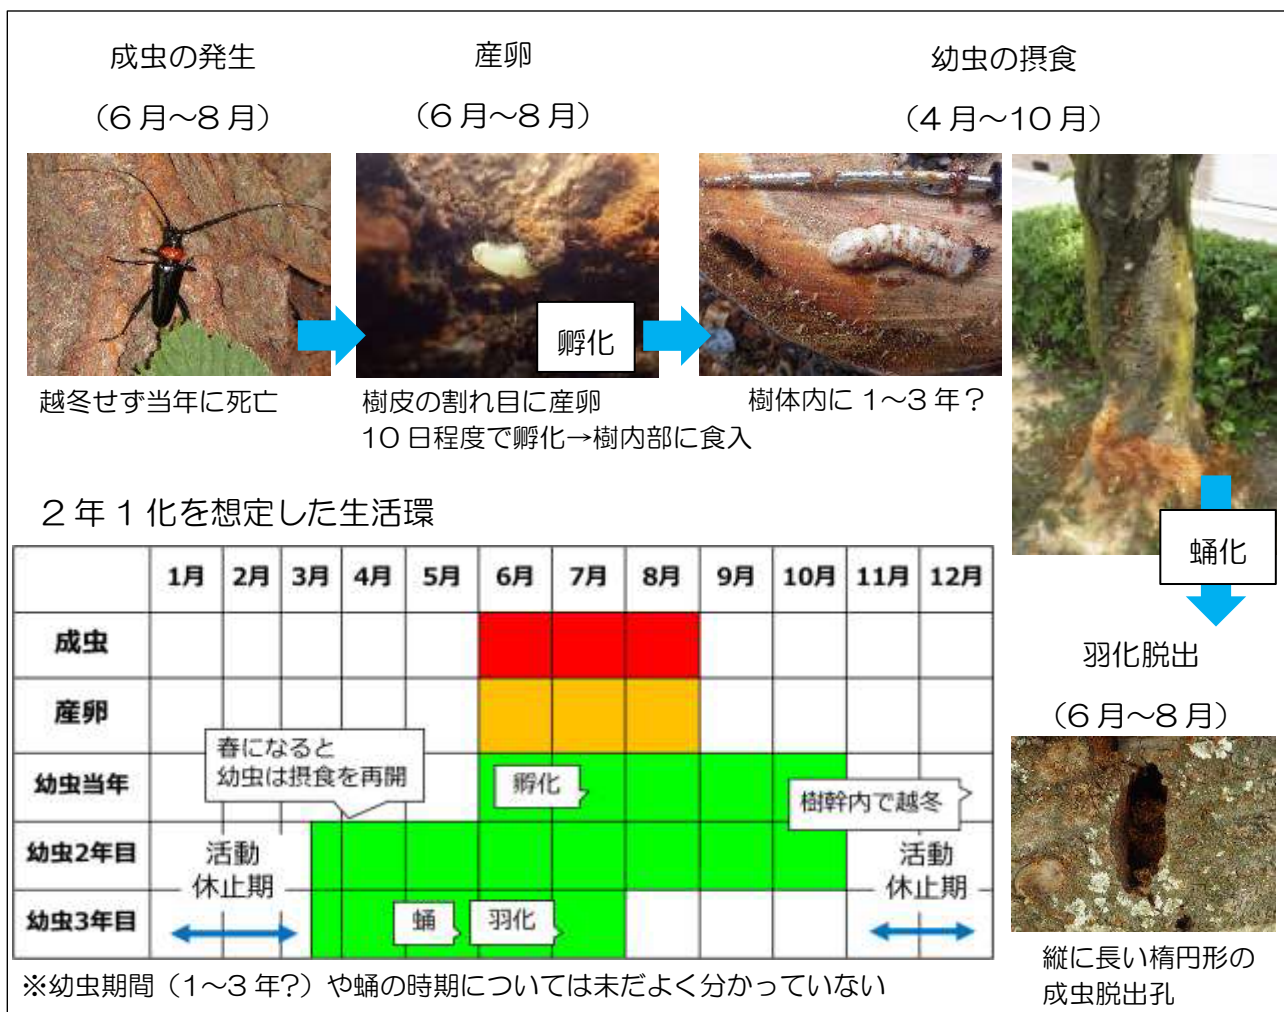 成虫の発生
（6月～8月）
産卵
（6月～8月）
幼虫の摂食
（4月～10月）
孵化
越冬せず当年に死亡
樹皮の割れ目に産卵
10日程度で孵化→樹内部に食入
樹体内に1～3年？
蛹化
羽化脱出
（6月～8月）
縦に長い楕円形の
成虫脱出孔
2年1化を想定した生活環
1月 2月 3月 4月 5月 6月 7月 8月 9月 10月 11月 12月
成虫
産卵
春になると
幼虫は摂食を再開
幼虫当年
孵化
樹幹内で越冬
幼虫2年目
活動
休止期
活動
休止期
幼虫3年目
蛹
羽化
※幼虫期間（1～3年?）や蛹の時期については未だよく分かっていない